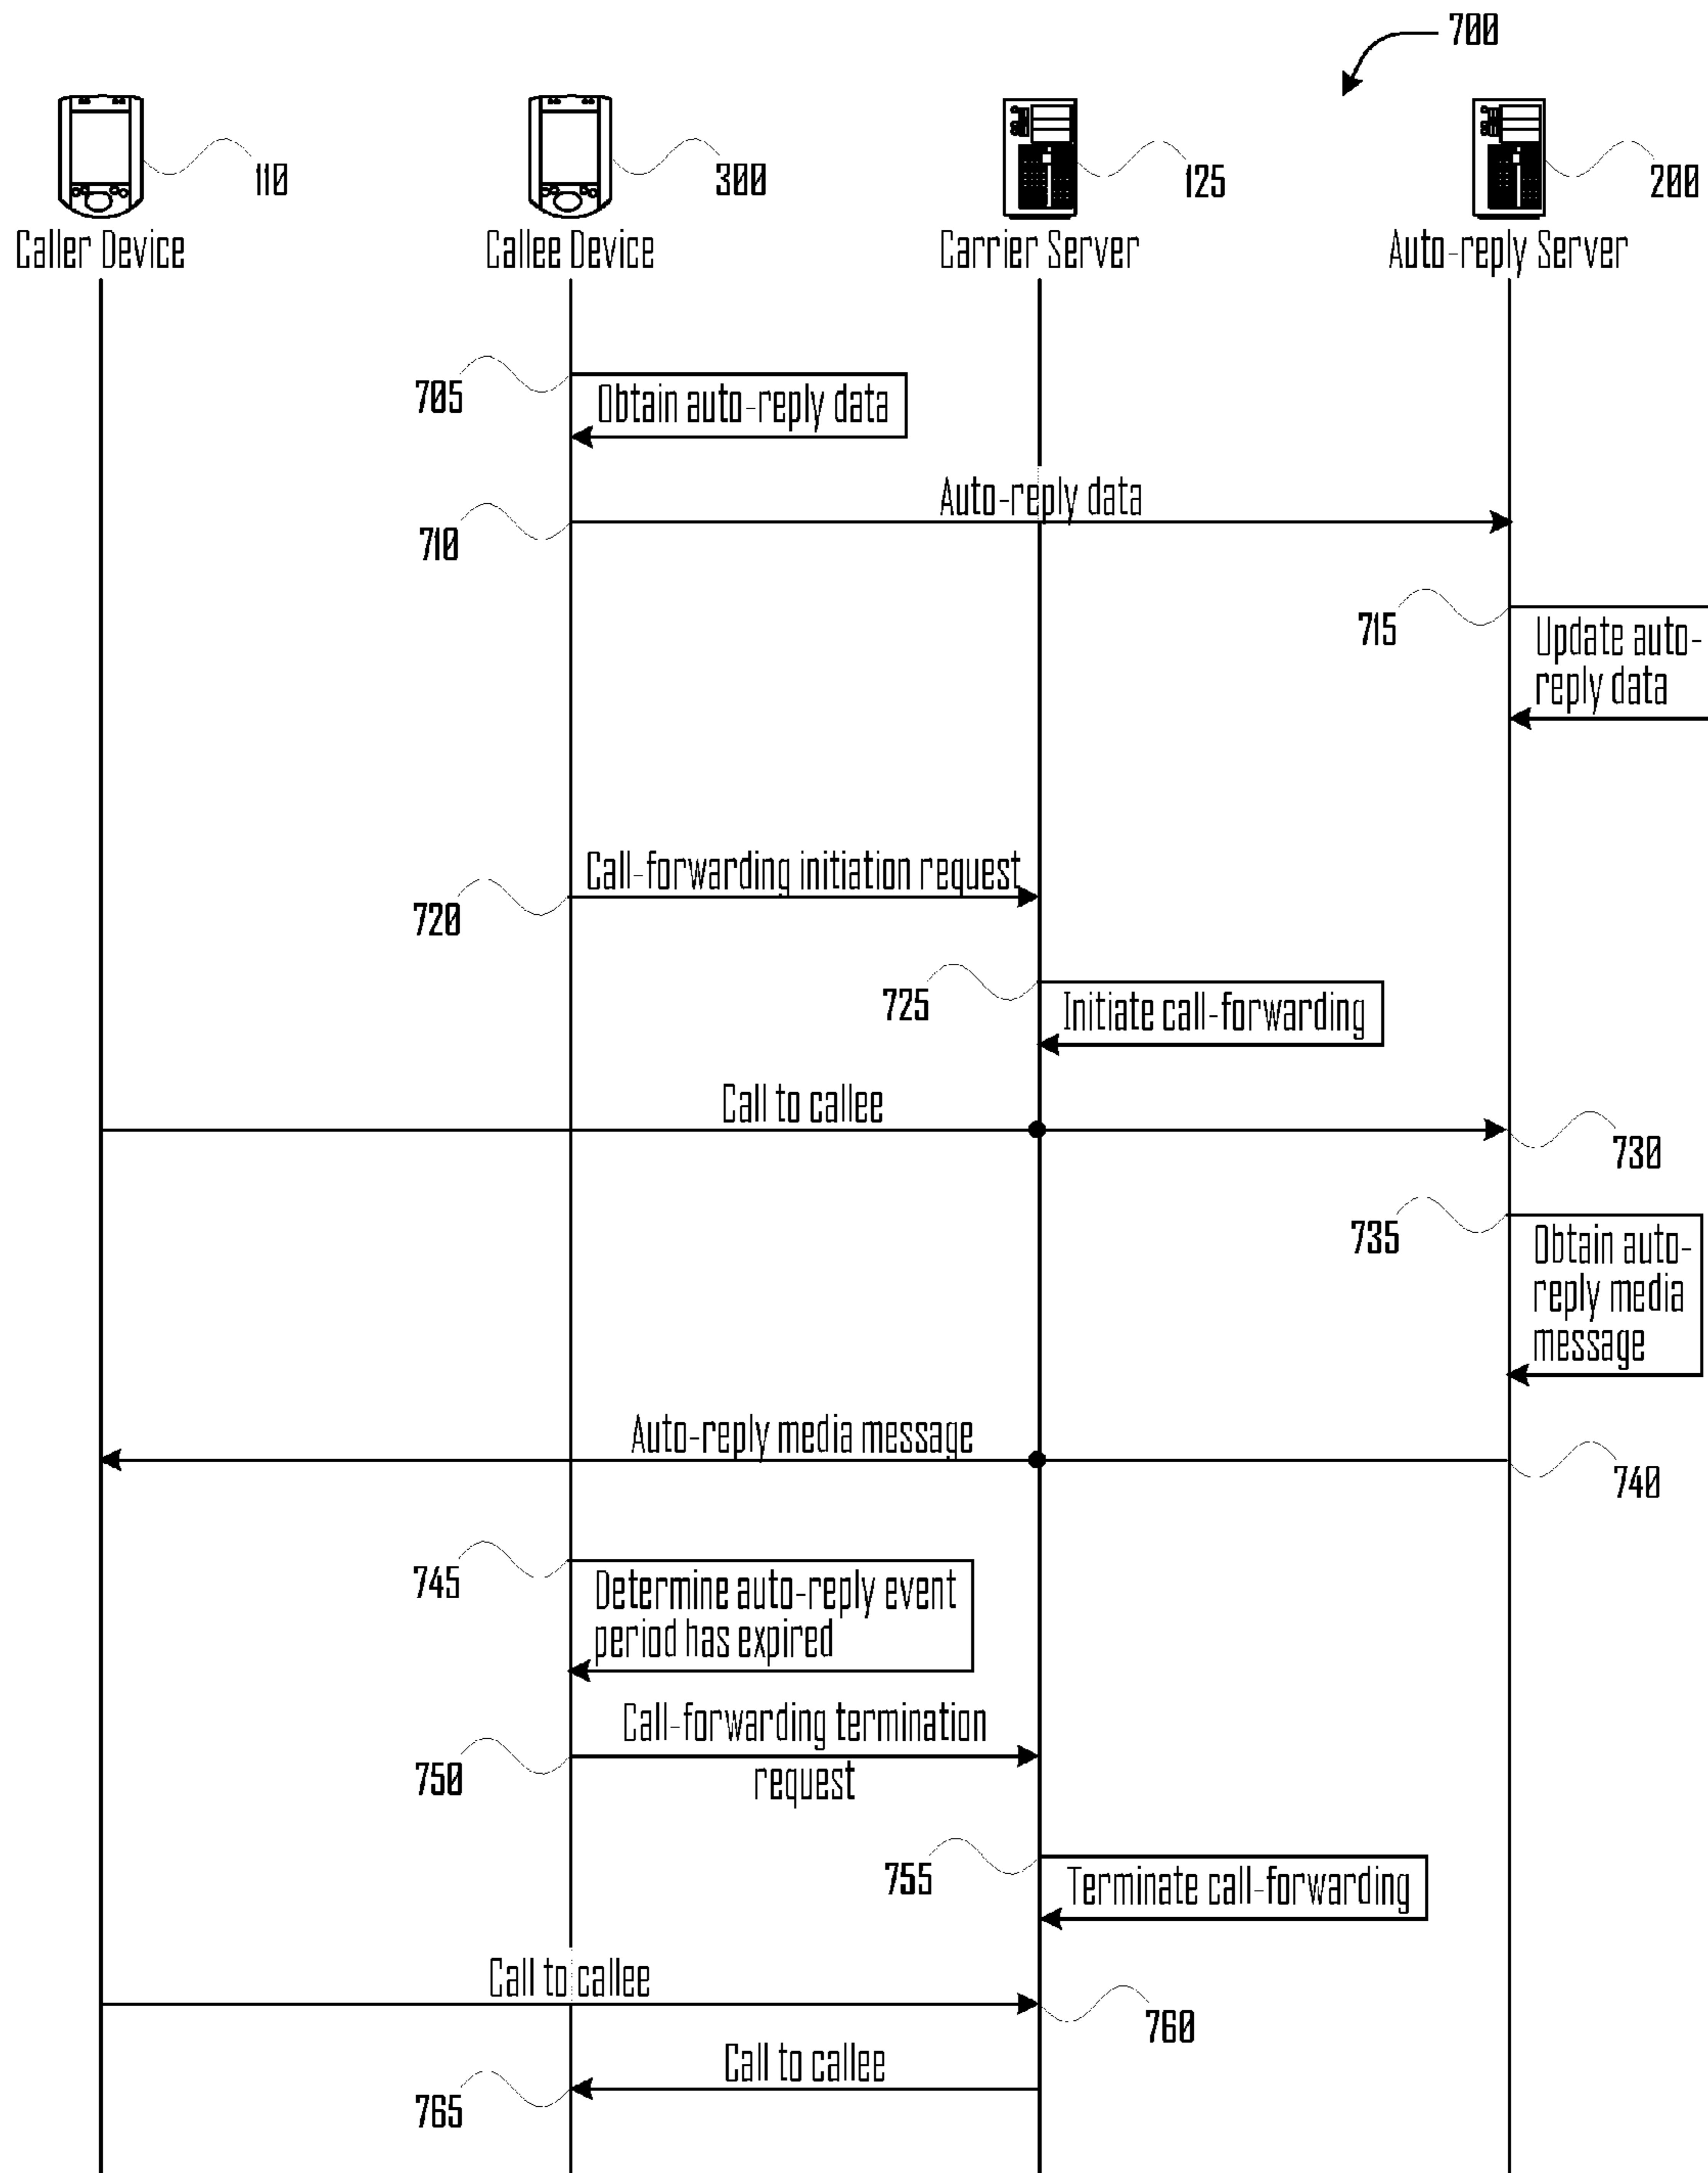 700
110
300
125
200
Caller Device
Callee Device
Carrier Server
Auto-reply Server
705
Obtain auto-reply data
Auto-reply data
710
715
Update auto-
reply data
Call-forwarding initiation request
720
725
Initiate call-forwarding
Call to callee
730
735
Obtain auto-
reply media
message
Auto-reply media message
740
745
Determine auto-reply event
period has expired
Call-forwarding termination
request
750
755
Terminate call-forwarding
Call to callee
760
Call to callee
765